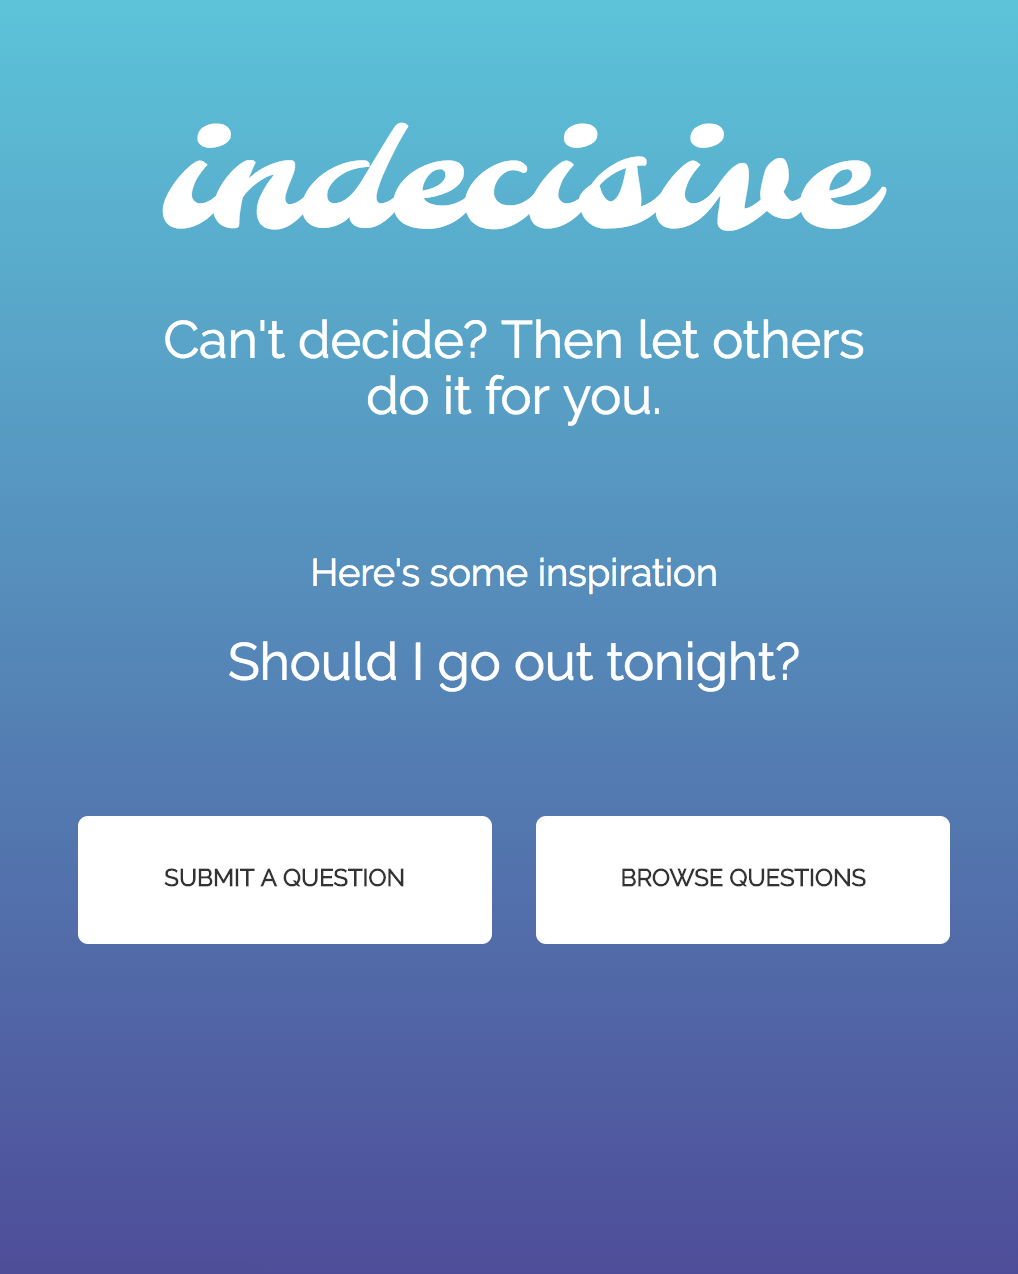 indecisive
Can't decide? Then let others
do it for you.
Here's some inspiration
Should I go out tonight?
SUBMIT A QUESTION
BROWSE QUESTIONS